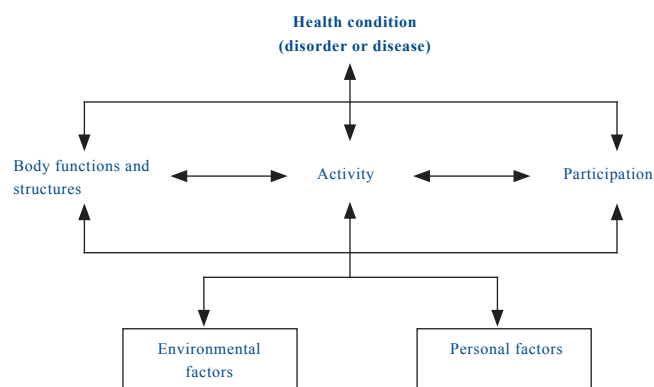 Health condition
(disorder or disease)
Body functions and
structures
Activity
Participation
Environmental
factors
Personal factors